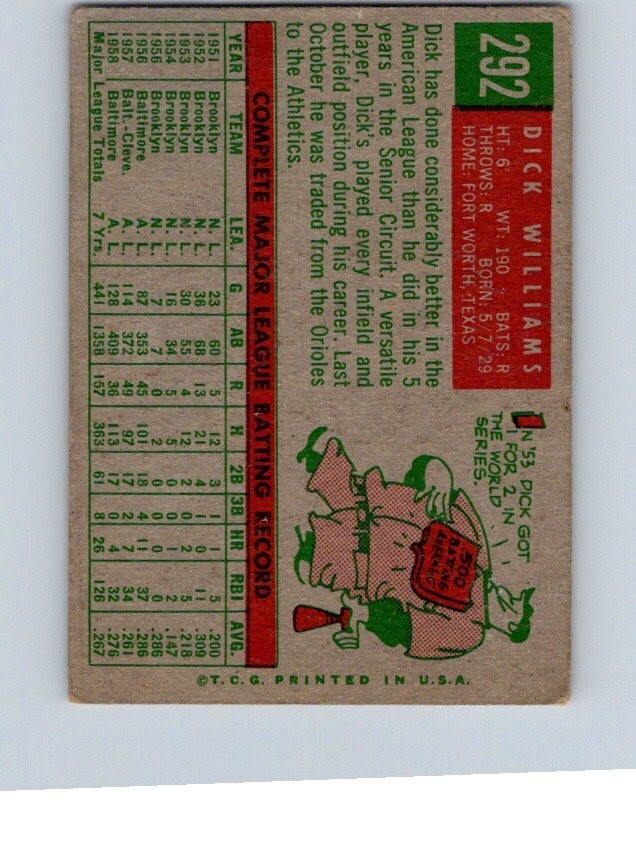 292
DICK WILLIAMS
HT: 6' WT: 190 BATS: R
THROWS: R BORN: 5/7/29
HOME: FORT WORTH, TEXAS
Dick has done considerably better in the
American League than he did in his 5
years in the Senior Circuit. A versatile
player, Dick's played every infield and
outfield position during his career. Last
October he was traded from the Orioles
to the Athletics.
IN '53 DICK GOT
1 FOR 2 IN
THE WORLD
SERIES.
.500
BATTING
AVERAGE
COMPLETE MAJOR LEAGUE BATTING RECORD
YEAR TEAM LEA. G AB R H 2B 3B HR RBI AVG.
1951 Brooklyn N. L. 23 60 5 12 3 1 1 5 .200
1952 Brooklyn N. L. 36 68 13 21 4 1 0 11 .309
1953 Brooklyn N. L. 30 55 4 12 2 0 2 5 .218
1954 Brooklyn N. L. 16 34 5 5 0 0 1 2 .147
1956 Brooklyn N. L. 7 7 0 2 0 0 0 0 .286
1956 Baltimore A. L. 87 353 45 101 18 4 11 37 .286
1957 Balt.-Cleve. A. L. 114 372 49 97 17 2 7 34 .261
1958 Baltimore A. L. 128 409 36 113 17 0 4 32 .276
Major League Totals 7 Yrs. 441 1358 157 363 61 8 26 126 .267
©T.C.G. PRINTED IN U.S.A.